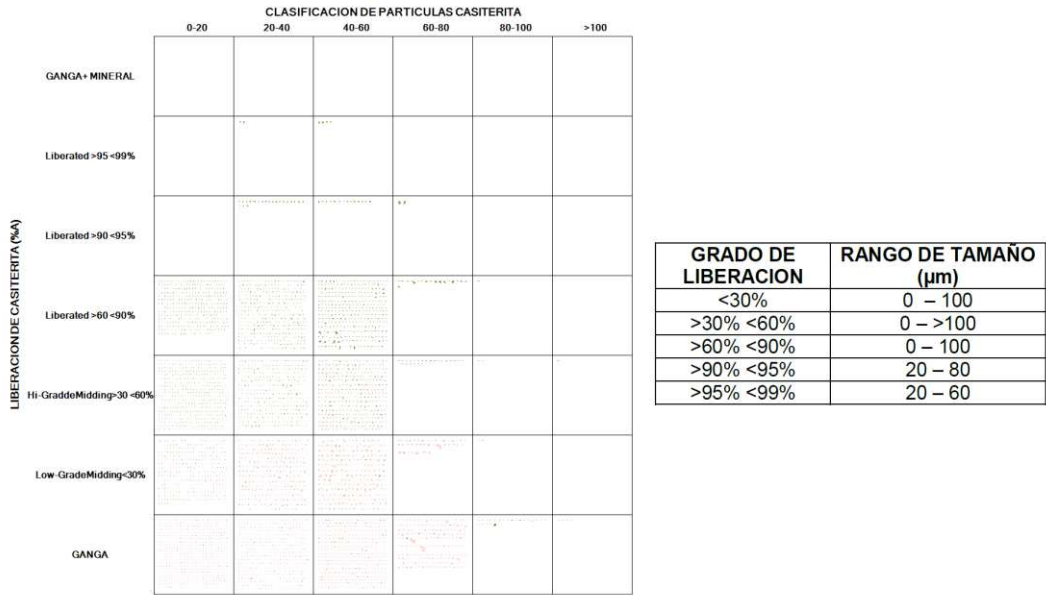 CLASIFICACION DE PARTICULAS CASITERITA
0-20 20-40 40-60 60-80 80-100 >100
LIBERACION DE CASITERITA (%A)
GANGA+ MINERAL
Liberated >95 <99%
Liberated >90 <95%
Liberated >60 <90%
Hi-GraddeMidding>30 <60%
Low-GradeMidding<30%
GANGA
GRADO DE LIBERACION RANGO DE TAMAÑO (µm)
<30% 0 – 100
>30% <60% 0 – >100
>60% <90% 0 – 100
>90% <95% 20 – 80
>95% <99% 20 – 60